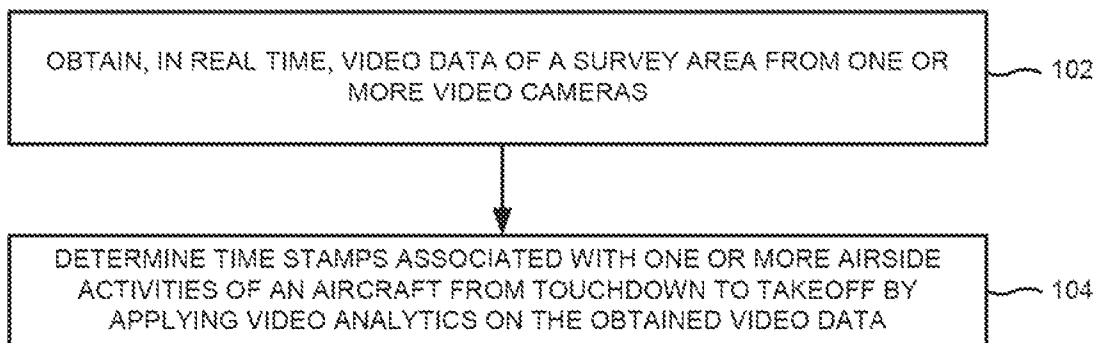 OBTAIN, IN REAL TIME, VIDEO DATA OF A SURVEY AREA FROM ONE OR
MORE VIDEO CAMERAS
102
DETERMINE TIME STAMPS ASSOCIATED WITH ONE OR MORE AIRSIDE
ACTIVITIES OF AN AIRCRAFT FROM TOUCHDOWN TO TAKEOFF BY
APPLYING VIDEO ANALYTICS ON THE OBTAINED VIDEO DATA
104